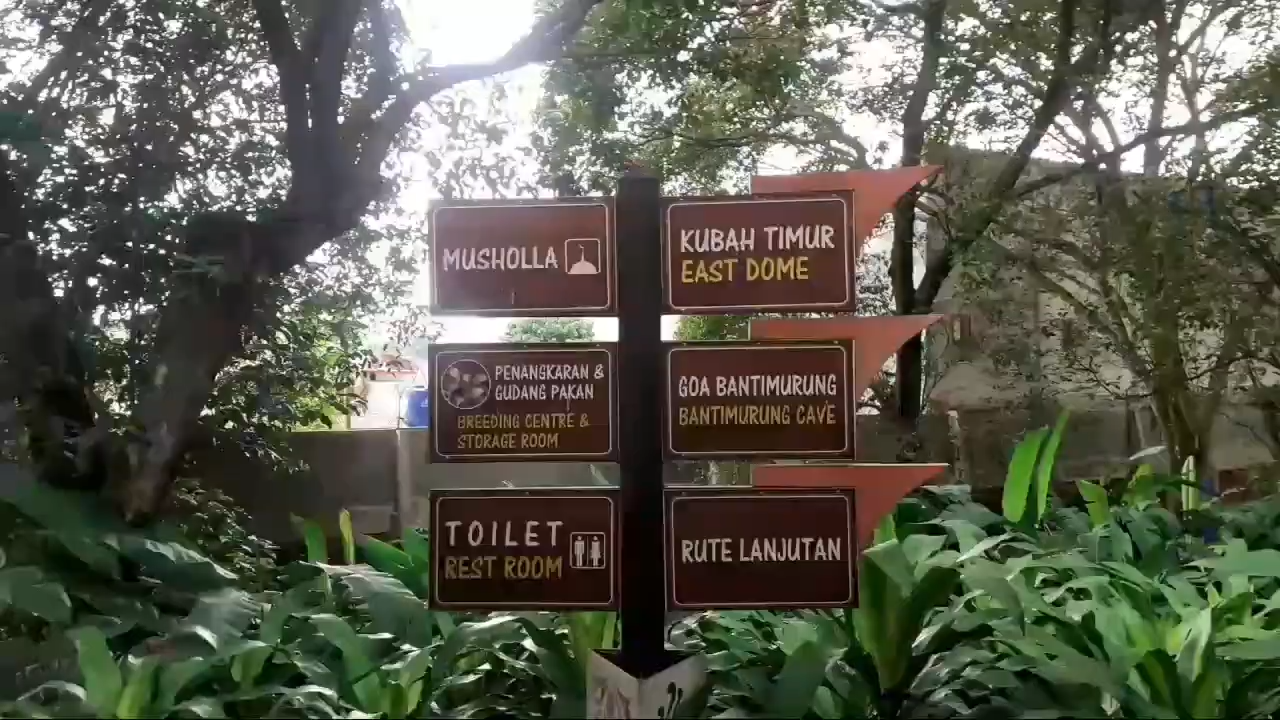 MUSHOLLA
PENANGKARAN &
GUDANG PAKAN
BREEDING CENTRE &
STORAGE ROOM
TOILET
REST ROOM
KUBAH TIMUR
EAST DOME
GOA BANTIMURUNG
BANTIMURUNG CAVE
RUTE LANJUTAN